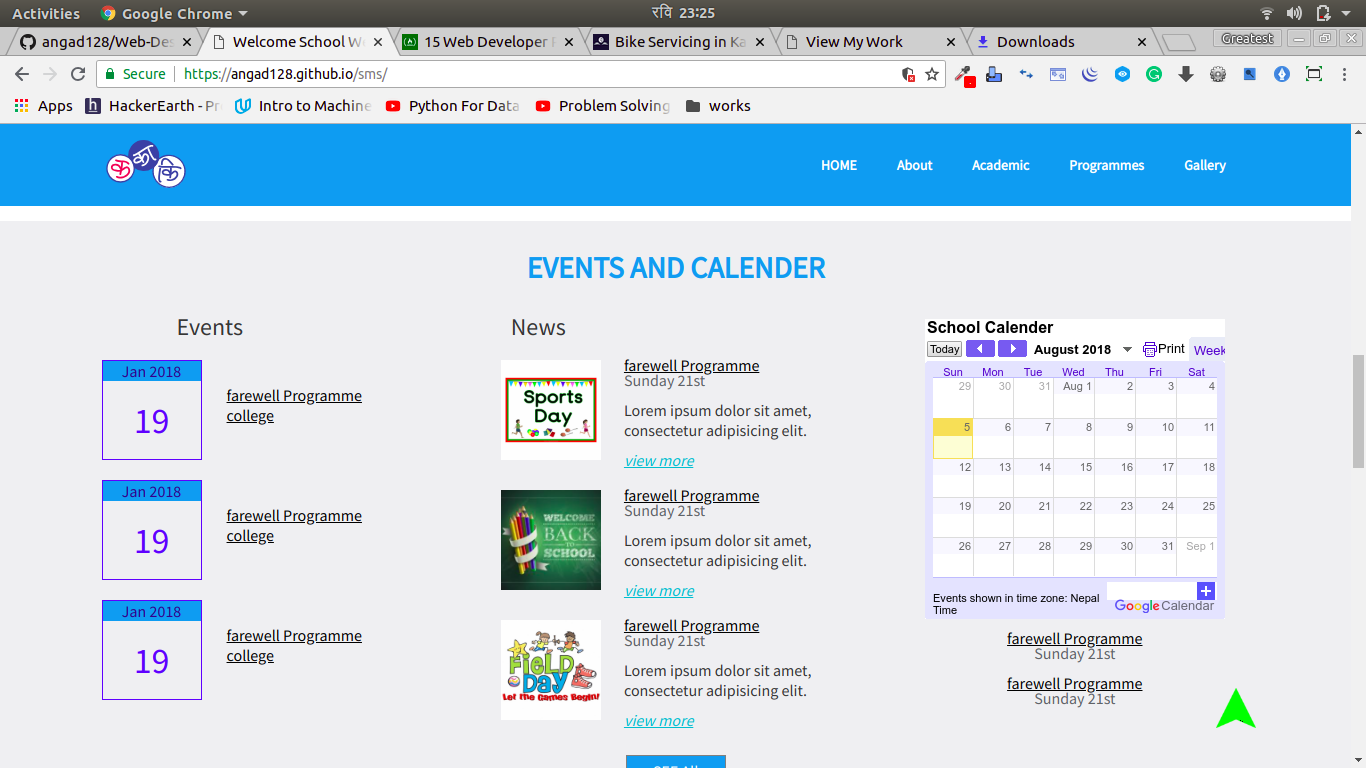 Activities
Google Chrome
रवि 23:25
angad128/Web-Des
Welcome School W
15 Web Developer P
Bike Servicing in Ka
View My Work
Downloads
Greatest
Secure
https://angad128.github.io/sms/
Apps
HackerEarth - Pr
Intro to Machine
Python For Data
Problem Solving
works
क का कि
HOME
About
Academic
Programmes
Gallery
EVENTS AND CALENDER
Events
Jan 2018
19
farewell Programme
college
Jan 2018
19
farewell Programme
college
Jan 2018
19
farewell Programme
college
News
Sports
Day
farewell Programme
Sunday 21st
Lorem ipsum dolor sit amet,
consectetur adipisicing elit.
view more
WELCOME
BACK
TO
SCHOOL
farewell Programme
Sunday 21st
Lorem ipsum dolor sit amet,
consectetur adipisicing elit.
view more
FiELD
DAY
Let the Games Begin!
farewell Programme
Sunday 21st
Lorem ipsum dolor sit amet,
consectetur adipisicing elit.
view more
School Calender
Today August 2018 Print Week
Sun Mon Tue Wed Thu Fri Sat
29 30 31 Aug 1 2 3 4
5 6 7 8 9 10 11
12 13 14 15 16 17 18
19 20 21 22 23 24 25
26 27 28 29 30 31 Sep 1
Events shown in time zone: Nepal
Time
Google Calendar
farewell Programme
Sunday 21st
farewell Programme
Sunday 21st